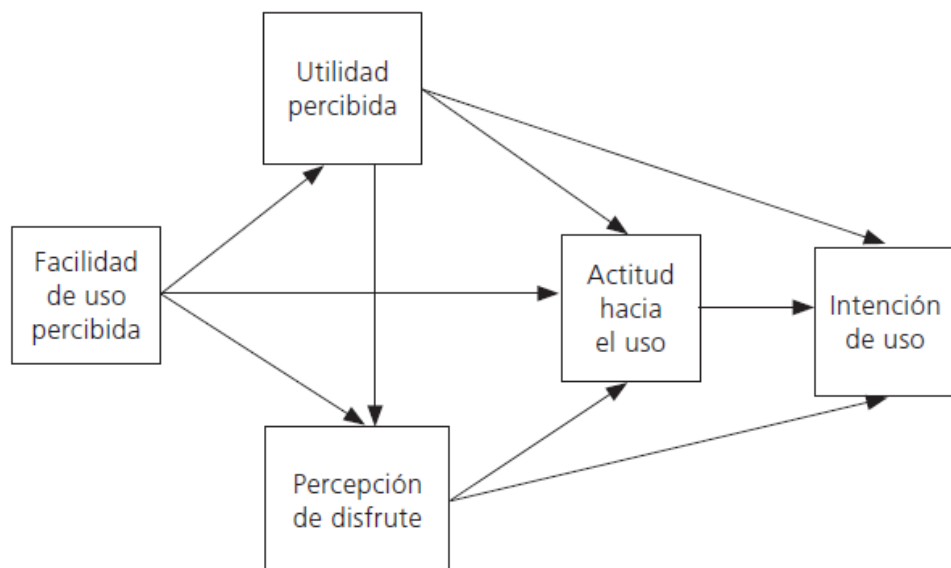 Utilidad
percibida
Facilidad
de uso
percibida
Actitud
hacia
el uso
Intención
de uso
Percepción
de disfrute